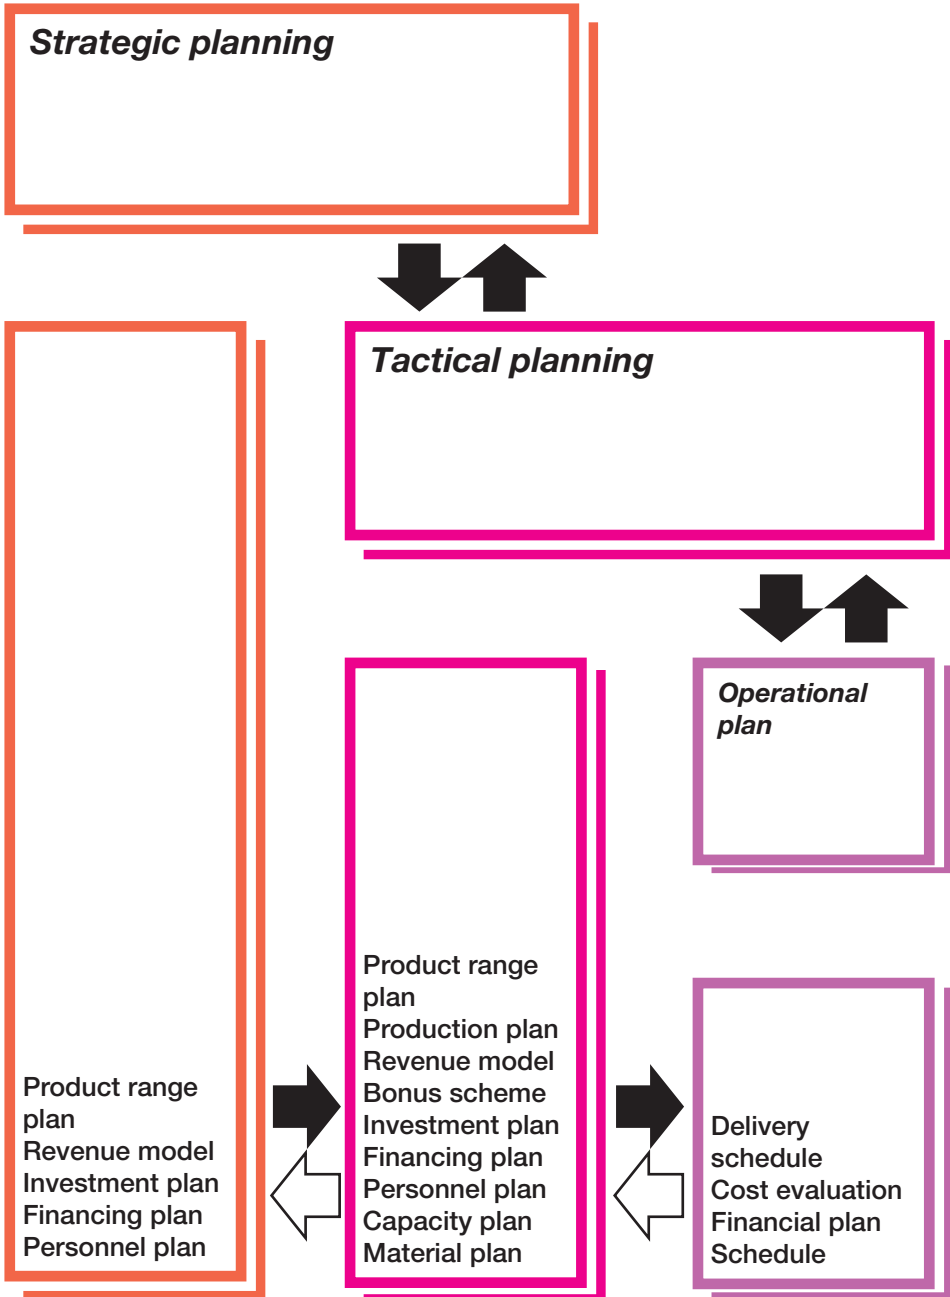 Strategic planning
Tactical planning
Operational
plan
Product range
plan
Revenue model
Investment plan
Financing plan
Personnel plan
Product range
plan
Production plan
Revenue model
Bonus scheme
Investment plan
Financing plan
Personnel plan
Capacity plan
Material plan
Delivery
schedule
Cost evaluation
Financial plan
Schedule